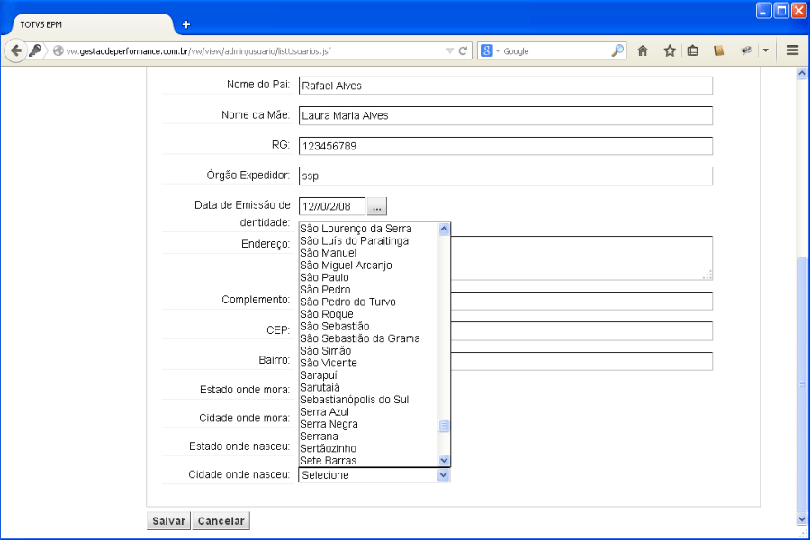 TOTVS EPM
vw.gestaodeperformance.com.br/vw/view/admin/usuario/listUsuarios.js
Google
Nome do Pai: Rafael Alves
Nome da Mãe: Laura Maria Alves
RG: 123456789
Órgão Expedidor: ssp
Data de Emissão de identidade: 12//0/2/08 ...
São Lourenço da Serra
São Luís do Paraitinga
São Manuel
São Miguel Arcanjo
São Paulo
São Pedro
São Pedro do Turvo
São Roque
São Sebastião
São Sebastião da Grama
São Simão
São Vicente
Sarapuí
Sarutaiá
Sebastianópolis do Sul
Serra Azul
Serra Negra
Serrana
Sertãozinho
Sete Barras
Endereço:
Complemento:
CEP:
Bairro:
Estado onde mora:
Cidade onde mora:
Estado onde nasceu:
Cidade onde nasceu: Selecione
Salvar Cancelar